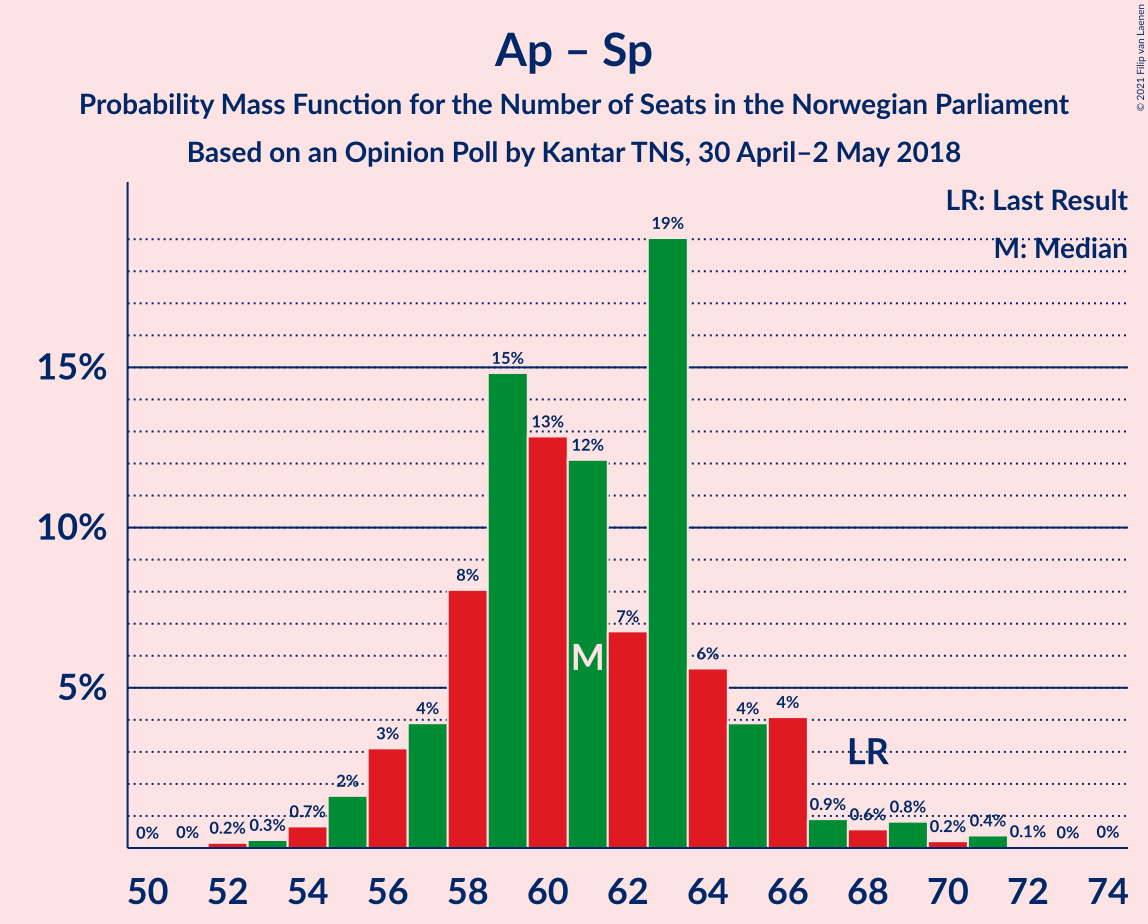 Ap – Sp
Probability Mass Function for the Number of Seats in the Norwegian Parliament
Based on an Opinion Poll by Kantar TNS, 30 April–2 May 2018
© 2021 Filip van Laenen
LR: Last Result
M: Median
15%
10%
5%
0% 0% 0.2% 0.3% 0.7% 2% 3% 4% 8% 15% 13% 12% 7% 19% 6% 4% 4% 0.9% 0.6% 0.8% 0.2% 0.4% 0.1% 0% 0%
M
LR
50 52 54 56 58 60 62 64 66 68 70 72 74